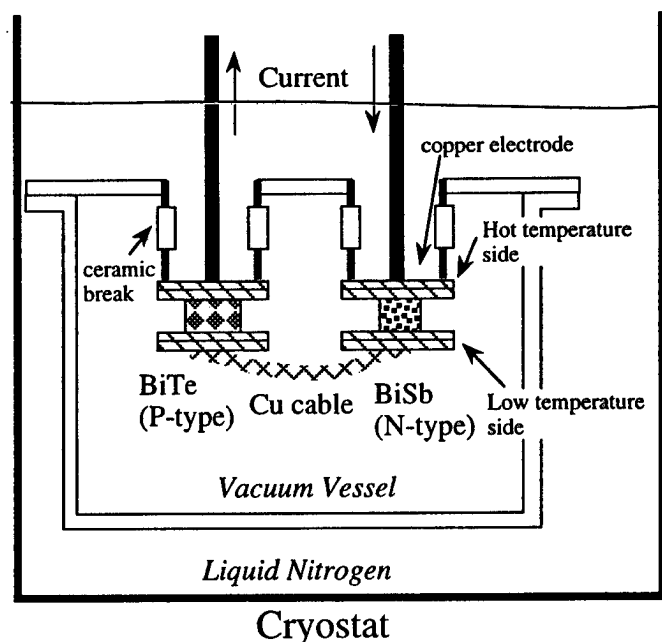 Current
copper electrode
Hot temperature
side
ceramic
break
BiTe
(P-type)
Cu cable
BiSb
(N-type)
Low temperature
side
Vacuum Vessel
Liquid Nitrogen
Cryostat